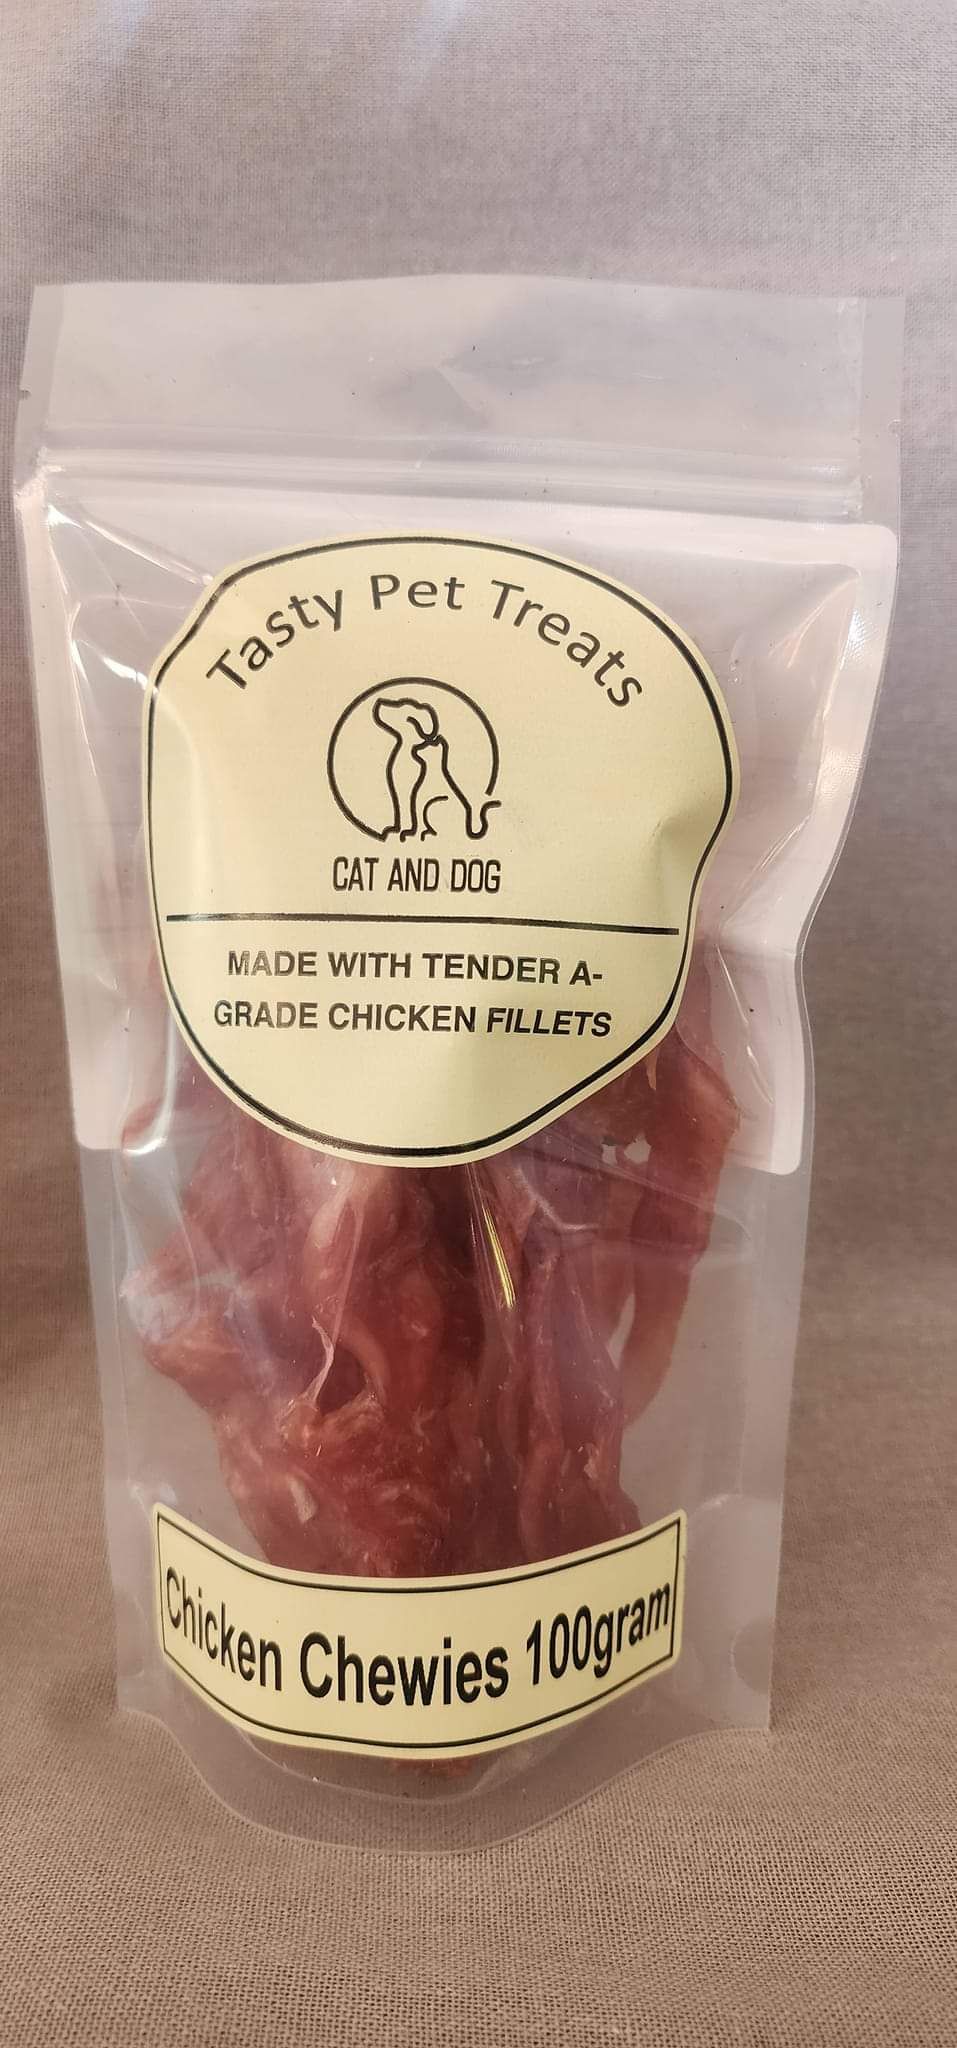 Tasty Pet Treats
CAT AND DOG
MADE WITH TENDER A-
GRADE CHICKEN FILLETS
Chicken Chewies 100gram